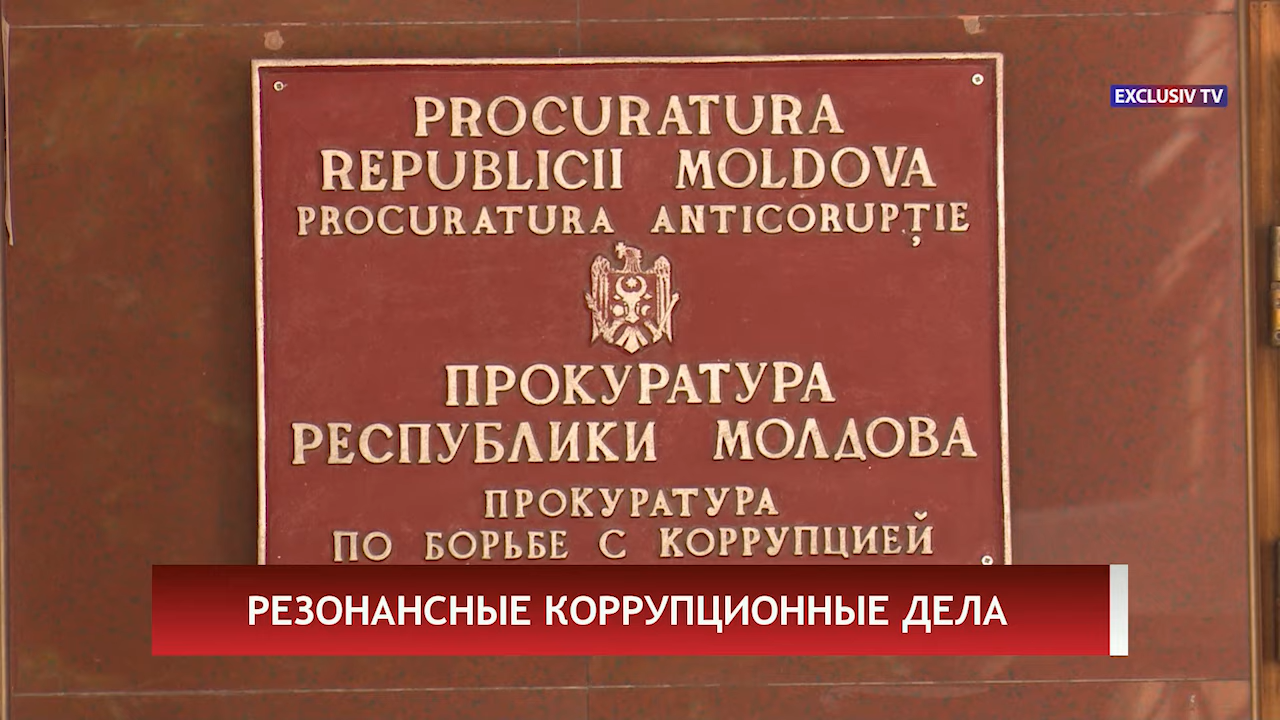 EXCLUSIV TV
PROCURATURA
REPUBLICII MOLDOVA
PROCURATURA ANTICORUPȚIE
ПРОКУРАТУРА
РЕСПУБЛИКИ МОЛДОВА
ПРОКУРАТУРА
ПО БОРЬБЕ С КОРРУПЦИЕЙ
РЕЗОНАНСНЫЕ КОРРУПЦИОННЫЕ ДЕЛА